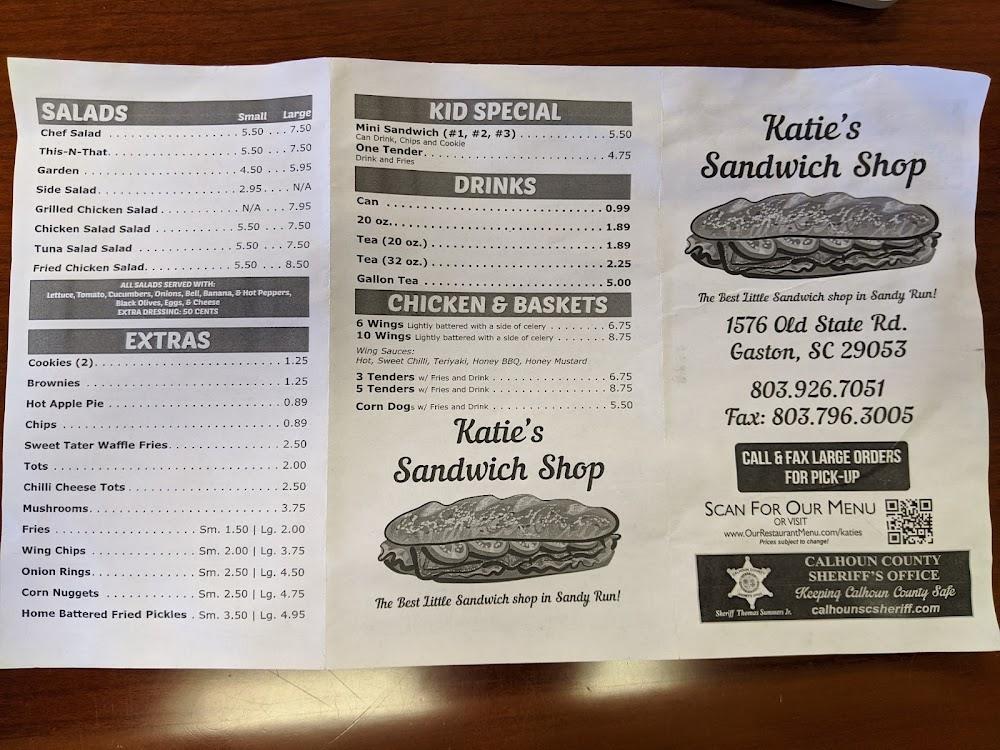 SALADS
Small Large
Chef Salad . . . . . . . . . . . . . . . . . . . 5.50 . . . 7.50
This-N-That. . . . . . . . . . . . . . . . . . . 5.50 . . . 7.50
Garden . . . . . . . . . . . . . . . . . . . . . 4.50 . . . 5.95
Side Salad. . . . . . . . . . . . . . . . . . . . 2.95. . . . N/A
Grilled Chicken Salad . . . . . . . . . . . . N/A . . . 7.95
Chicken Salad Salad . . . . . . . . . . . . . 5.50 . . . 7.50
Tuna Salad Salad . . . . . . . . . . . . . . . 5.50 . . . 7.50
Fried Chicken Salad. . . . . . . . . . . . . . 5.50 . . . 8.50
ALL SALADS SERVED WITH:
Lettuce, Tomato, Cucumbers, Onions, Bell, Banana, & Hot Peppers,
Black Olives, Eggs, & Cheese
EXTRA DRESSING: 50 CENTS
EXTRAS
Cookies (2). . . . . . . . . . . . . . . . . . . . . . . . . 1.25
Brownies . . . . . . . . . . . . . . . . . . . . . . . . . . 1.25
Hot Apple Pie . . . . . . . . . . . . . . . . . . . . . . . 0.89
Chips . . . . . . . . . . . . . . . . . . . . . . . . . . . . . 0.89
Sweet Tater Waffle Fries. . . . . . . . . . . . . . . . 2.50
Tots . . . . . . . . . . . . . . . . . . . . . . . . . . . . . . 2.00
Chilli Cheese Tots . . . . . . . . . . . . . . . . . . . . 2.50
Mushrooms. . . . . . . . . . . . . . . . . . . . . . . . . 3.75
Fries . . . . . . . . . . . . . . . . . . . Sm. 1.50 | Lg. 2.00
Wing Chips . . . . . . . . . . . . . . Sm. 2.00 | Lg. 3.75
Onion Rings. . . . . . . . . . . . . . Sm. 2.50 | Lg. 4.50
Corn Nuggets . . . . . . . . . . . . Sm. 2.50 | Lg. 4.75
Home Battered Fried Pickles . Sm. 3.50 | Lg. 4.95
KID SPECIAL
Mini Sandwich (#1, #2, #3) . . . . . . . . . . . . 5.50
Can Drink, Chips and Cookie
One Tender. . . . . . . . . . . . . . . . . . . . . . . . . 4.75
Drink and Fries
DRINKS
Can . . . . . . . . . . . . . . . . . . . . . . . . . . . . . . 0.99
20 oz. . . . . . . . . . . . . . . . . . . . . . . . . . . . . 1.89
Tea (20 oz.) . . . . . . . . . . . . . . . . . . . . . . . . 1.89
Tea (32 oz.) . . . . . . . . . . . . . . . . . . . . . . . . 2.25
Gallon Tea . . . . . . . . . . . . . . . . . . . . . . . . . 5.00
CHICKEN & BASKETS
6 Wings Lightly battered with a side of celery . . . . . . . . 6.75
10 Wings Lightly battered with a side of celery . . . . . . . 8.75
Wing Sauces:
Hot, Sweet Chilli, Teriyaki, Honey BBQ, Honey Mustard
3 Tenders w/ Fries and Drink . . . . . . . . . . . . . . . . 6.75
5 Tenders w/ Fries and Drink . . . . . . . . . . . . . . . . 8.75
Corn Dogs w/ Fries and Drink . . . . . . . . . . . . . . . . 5.50
Katie's
Sandwich Shop
The Best Little Sandwich shop in Sandy Run!
Katie's
Sandwich Shop
The Best Little Sandwich shop in Sandy Run!
1576 Old State Rd.
Gaston, SC 29053
803.926.7051
Fax: 803.796.3005
CALL & FAX LARGE ORDERS
FOR PICK-UP
SCAN FOR OUR MENU
OR VISIT
www.OurRestaurantMenu.com/katies
Prices subject to change!
CALHOUN COUNTY
SHERIFF'S OFFICE
Keeping Calhoun County Safe
calhounscsheriff.com
Sheriff Thomas Summers Jr.